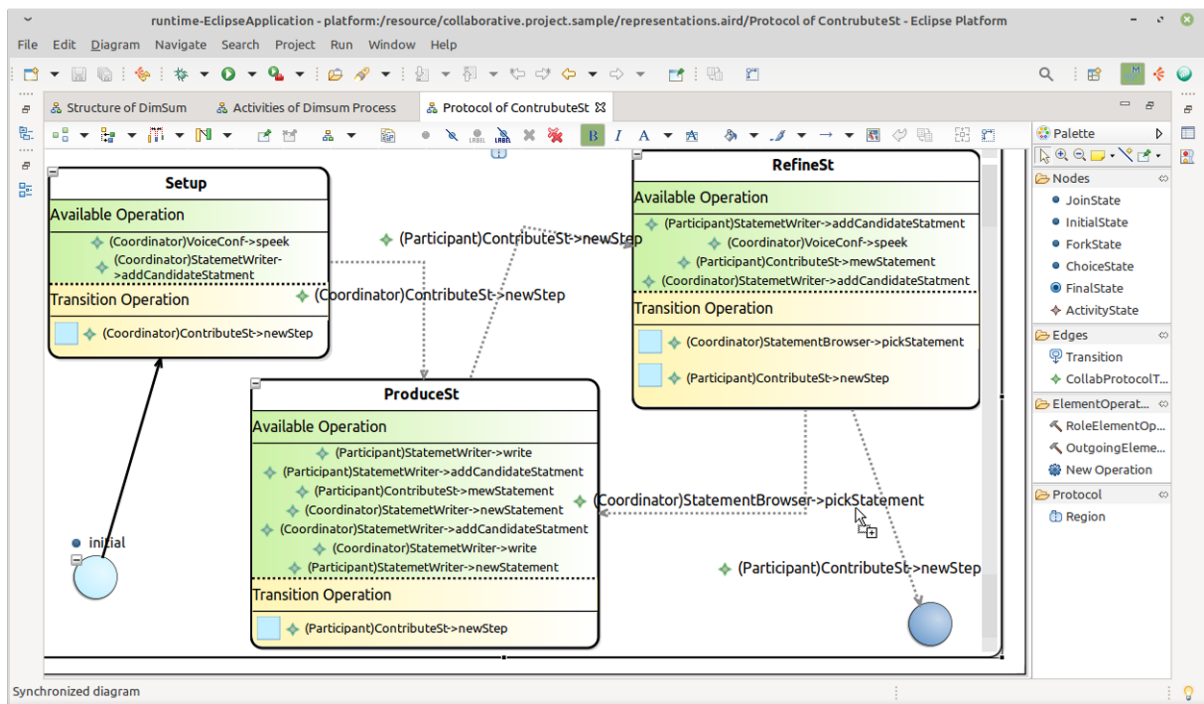 runtime-EclipseApplication - platform:/resource/collaborative.project.sample/representations.aird/Protocol of ContrubuteSt - Eclipse Platform
File Edit Diagram Navigate Search Project Run Window Help
Structure of DimSum
Activities of Dimsum Process
Protocol of ContrubuteSt
LABEL LABEL B I A
Setup
Available Operation
(Coordinator)VoiceConf->speek
(Coordinator)StatemetWriter-
>addCandidateStatment
Transition Operation
(Coordinator)ContributeSt->newStep
(Participant)ContributeSt->newStep
(Coordinator)ContributeSt->newStep
RefineSt
Available Operation
(Participant)StatemetWriter->addCandidateStatment
(Coordinator)VoiceConf->speek
(Participant)ContributeSt->mewStatement
(Coordinator)StatemetWriter->addCandidateStatment
Transition Operation
(Coordinator)StatementBrowser->pickStatement
(Participant)ContributeSt->newStep
ProduceSt
Available Operation
(Participant)StatemetWriter->write
(Participant)StatemetWriter->addCandidateStatment
(Participant)ContributeSt->mewStatement
(Coordinator)StatemetWriter->newStatement
(Coordinator)StatemetWriter->addCandidateStatment
(Coordinator)StatemetWriter->write
(Participant)StatemetWriter->newStatement
Transition Operation
(Participant)ContributeSt->newStep
(Coordinator)StatementBrowser->pickStatement
(Participant)ContributeSt->newStep
initial
Palette
Nodes
JoinState
InitialState
ForkState
ChoiceState
FinalState
ActivityState
Edges
Transition
CollabProtocolT...
ElementOperat...
RoleElementOp...
OutgoingEleme...
New Operation
Protocol
Region
Synchronized diagram